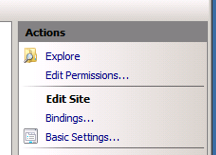 Actions
Explore
Edit Permissions...
Edit Site
Bindings...
Basic Settings...